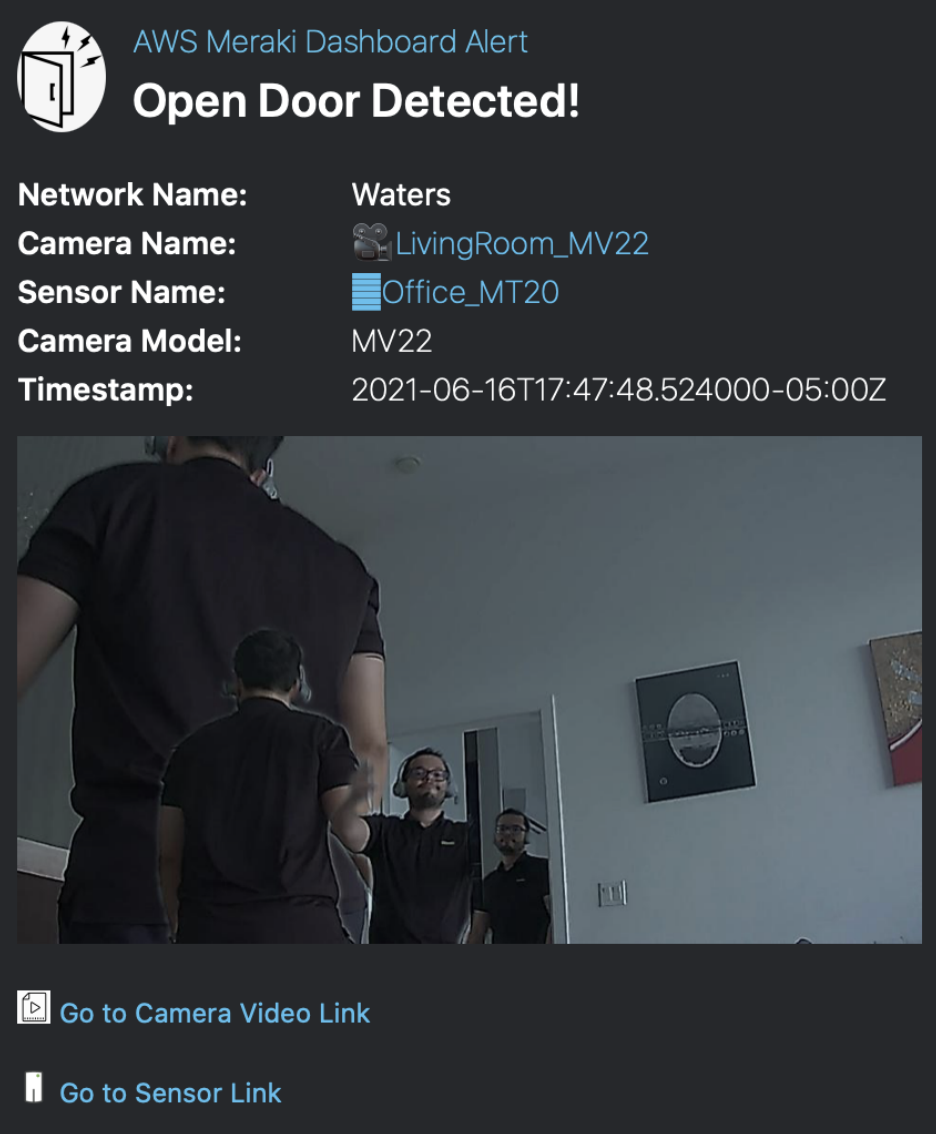 AWS Meraki Dashboard Alert
Open Door Detected!
Network Name: Waters
Camera Name: LivingRoom_MV22
Sensor Name: Office_MT20
Camera Model: MV22
Timestamp: 2021-06-16T17:47:48.524000-05:00Z
Go to Camera Video Link
Go to Sensor Link